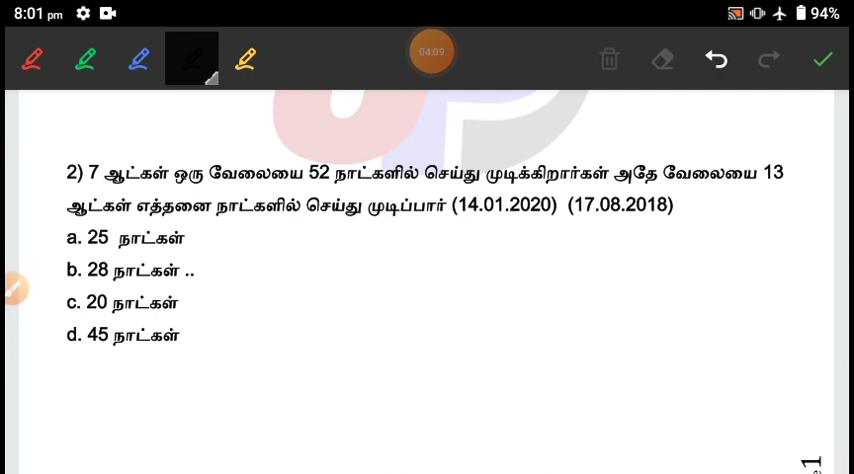 8:01 pm 94%
04:09
2) 7 ஆட்கள் ஒரு வேலையை 52 நாட்களில் செய்து முடிக்கிறார்கள் அதே வேலையை 13
ஆட்கள் எத்தனை நாட்களில் செய்து முடிப்பார் (14.01.2020) (17.08.2018)
a. 25 நாட்கள்
b. 28 நாட்கள் ..
c. 20 நாட்கள்
d. 45 நாட்கள்
1